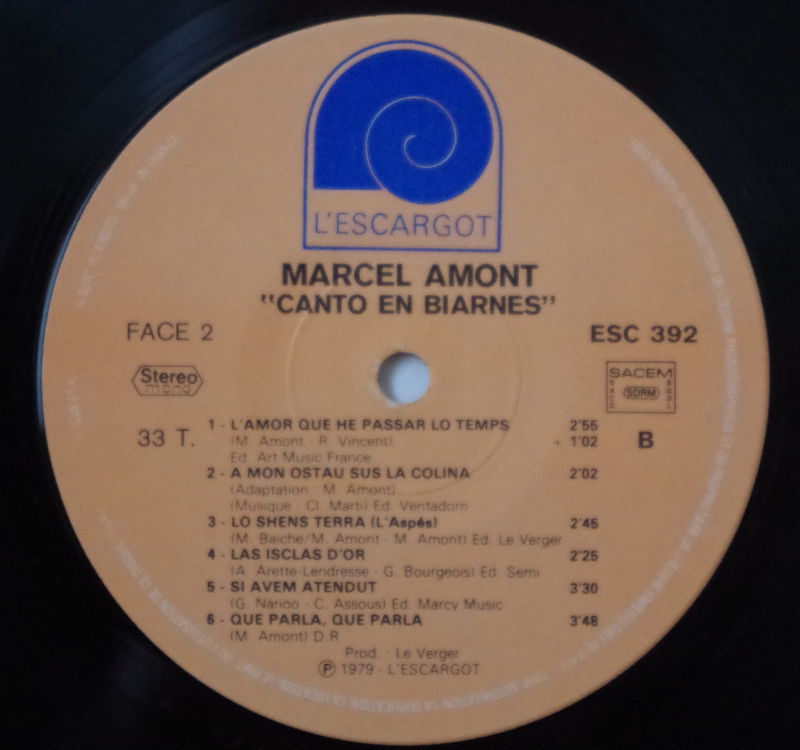 L'ESCARGOT
MARCEL AMONT
"CANTO EN BIARNES"
FACE 2
ESC 392
Stereo
mono
SACEM
SACD
SDRM
SGDL
33 T.
B
1 - L'AMOR QUE HE PASSAR LO TEMPS 2'55
(M. Amont - R. Vincent) + 1'02
Ed. Art Music France
2 - A MON OSTAU SUS LA COLINA 2'02
(Adaptation : M. Amont)
(Musique : Cl. Marti) Ed. Ventadorn
3 - LO SHENS TERRA (L'Aspés) 2'45
(M. Baiche/M. Amont - M. Amont) Ed. Le Verger
4 - LAS ISCLAS D'OR 2'25
(A. Arette-Lendresse - G. Bourgeois) Ed. Semi
5 - SI AVEM ATENDUT 3'30
(G. Narioo - C. Assous) Ed. Marcy Music
6 - QUE PARLA, QUE PARLA 3'48
(M. Amont) D.R
Prod. : Le Verger
Ⓟ 1979 - L'ESCARGOT